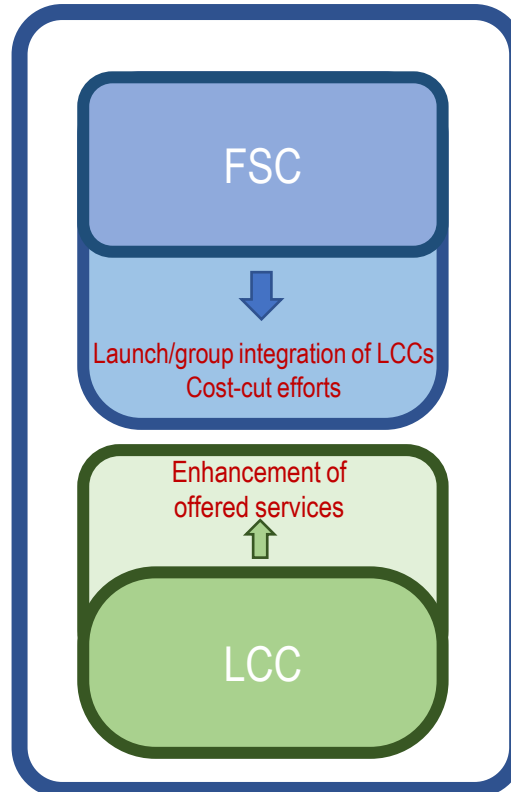 FSC
Launch/group integration of LCCs
Cost-cut efforts
Enhancement of
offered services
LCC